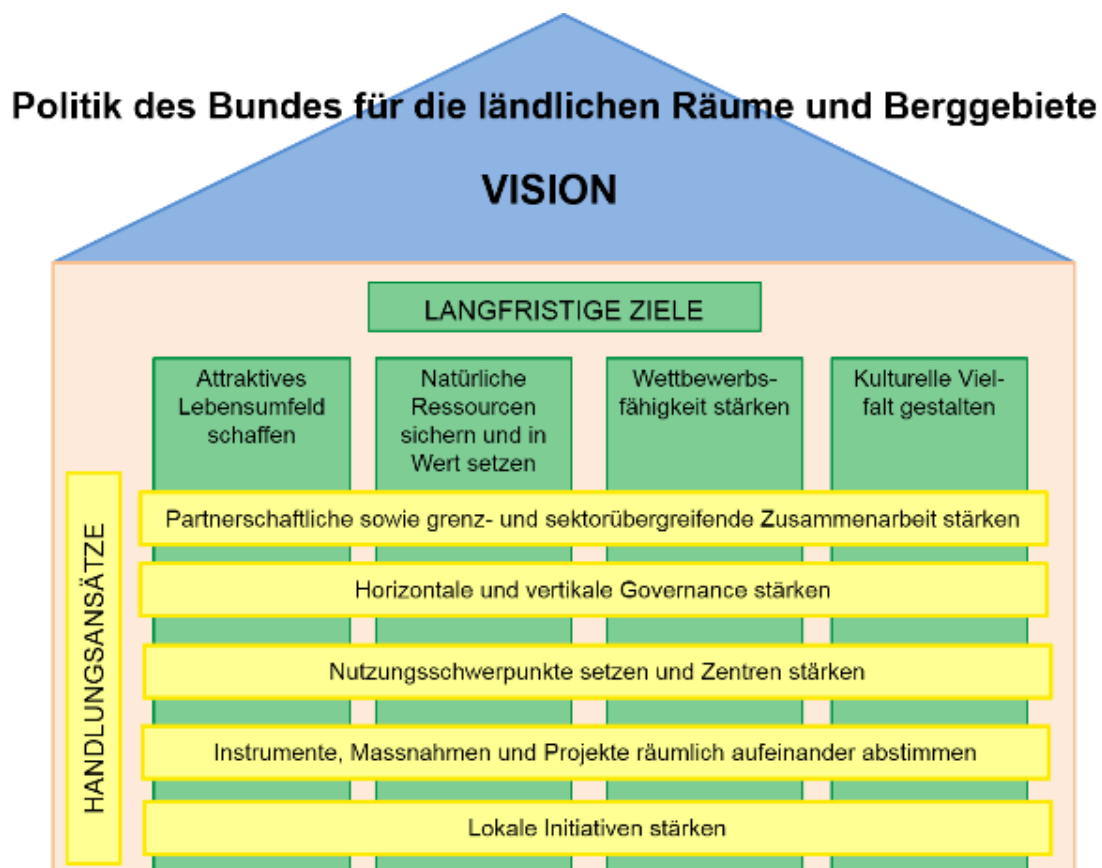 Politik des Bundes für die ländlichen Räume und Berggebiete
VISION
LANGFRISTIGE ZIELE
Attraktives
Lebensumfeld
schaffen
Natürliche
Ressourcen
sichern und in
Wert setzen
Wettbewerbs-
fähigkeit stärken
Kulturelle Viel-
falt gestalten
HANDLUNGSANSÄTZE
Partnerschaftliche sowie grenz- und sektorübergreifende Zusammenarbeit stärken
Horizontale und vertikale Governance stärken
Nutzungsschwerpunkte setzen und Zentren stärken
Instrumente, Massnahmen und Projekte räumlich aufeinander abstimmen
Lokale Initiativen stärken